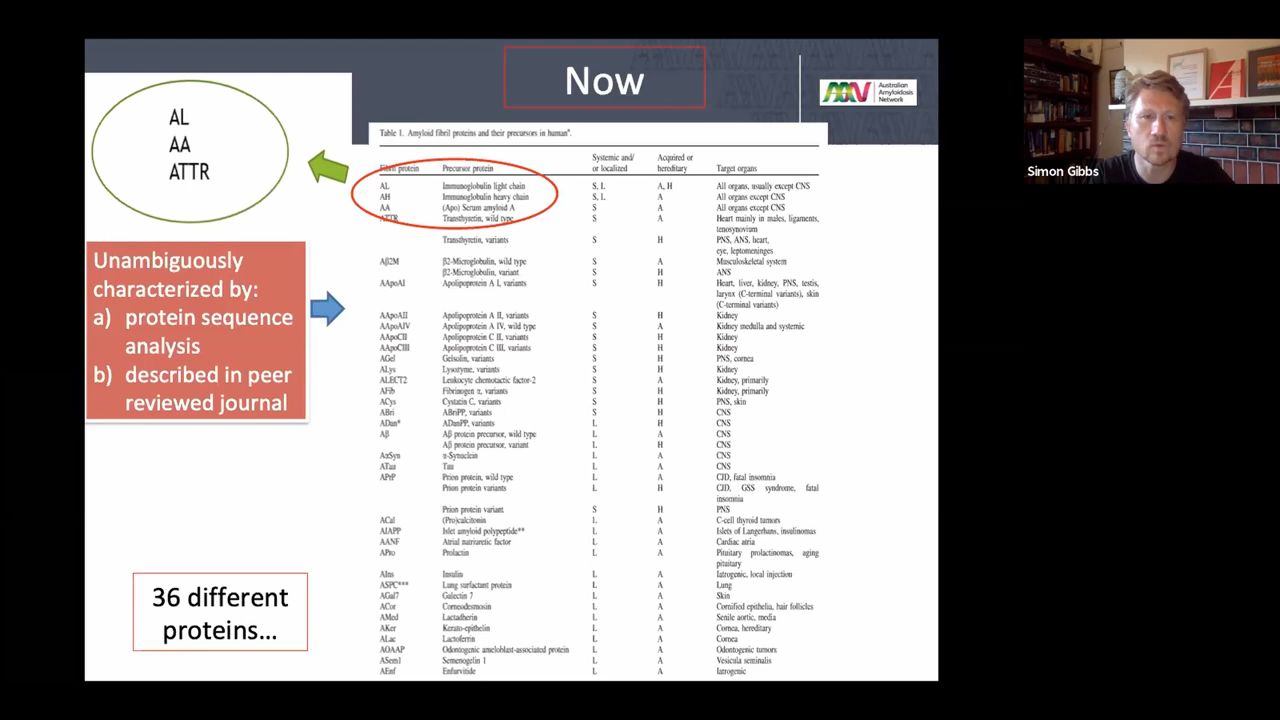 Now
Australian
Amyloidosis
Network
AL
AA
ATTR
Unambiguously
characterized by:
a) protein sequence
analysis
b) described in peer
reviewed journal
36 different
proteins...
Table 1. Amyloid fibril proteins and their precursors in humanª.
Fibril protein Precursor protein Systemic and/ or localized Acquired or hereditary Target organs
AL Immunoglobulin light chain S, L A, H All organs, usually except CNS
AH Immunoglobulin heavy chain S, L A All organs except CNS
AA (Apo) Serum amyloid A S A All organs except CNS
ATTR Transthyretin, wild type S A Heart mainly in males, ligaments,
tenosynovium
Transthyretin, variants S H PNS, ANS, heart,
eye, leptomeninges
Aβ2M β2-Microglobulin, wild type S A Musculoskeletal system
β2-Microglobulin, variant S H ANS
AApoAI Apolipoprotein A I, variants S H Heart, liver, kidney, PNS, testis,
larynx (C-terminal variants), skin
(C-terminal variants)
AApoAII Apolipoprotein A II, variants S H Kidney
AApoAIV Apolipoprotein A IV, wild type S A Kidney medulla and systemic
AApoCII Apolipoprotein C II, variants S H Kidney
AApoCIII Apolipoprotein C III, variants S H Kidney
AGel Gelsolin, variants S H PNS, cornea
ALys Lysozyme, variants S H Kidney
ALECT2 Leukocyte chemotactic factor-2 S A Kidney, primarily
AFib Fibrinogen α, variants S H Kidney, primarily
ACys Cystatin C, variants S H PNS, skin
ABri ABriPP, variants S H CNS
ADan* ADanPP, variants L H CNS
Aβ Aβ protein precursor, wild type L A CNS
Aβ protein precursor, variant L H CNS
AαSyn α-Synuclein L A CNS
ATau Tau L A CNS
APrP Prion protein, wild type L A CJD, fatal insomnia
Prion protein variants L H CJD, GSS syndrome, fatal
insomnia
Prion protein variant S H PNS
ACal (Pro)calcitonin L A C-cell thyroid tumors
AIAPP Islet amyloid polypeptide** L A Islets of Langerhans, insulinomas
AANF Atrial natriuretic factor L A Cardiac atria
APro Prolactin L A Pituitary prolactinomas, aging
pituitary
AIns Insulin L A Iatrogenic, local injection
ASPC*** Lung surfactant protein L A Lung
AGal7 Galectin 7 L A Skin
ACor Corneodesmosin L A Cornified epithelia, hair follicles
AMed Lactadherin L A Senile aortic, media
AKer Kerato-epithelin L A Cornea, hereditary
ALac Lactoferrin L A Cornea
AOAAP Odontogenic ameloblast-associated protein L A Odontogenic tumors
ASem1 Semenogelin 1 L A Vesicula seminalis
AEnf Enfurvitide L A Iatrogenic
Simon Gibbs